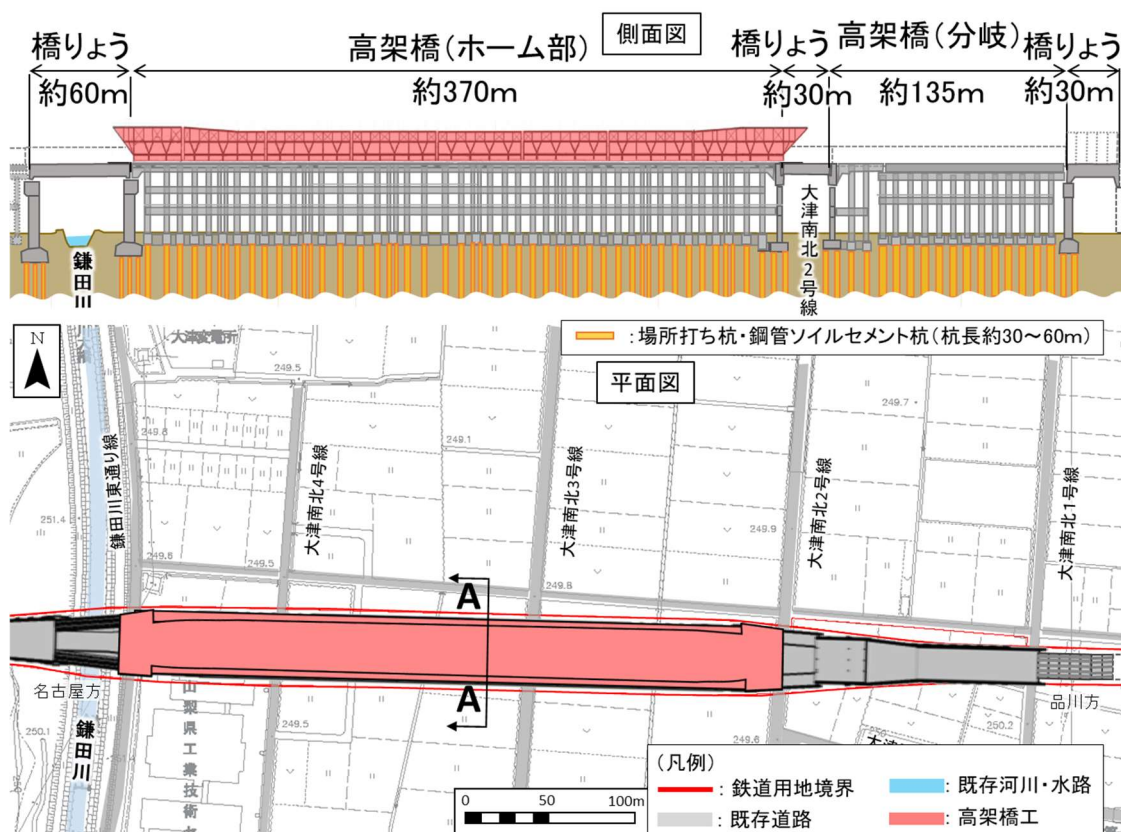 側面図
橋りょう
高架橋(ホーム部)
橋りょう
高架橋(分岐)
橋りょう
約60m
約370m
約30m
約135m
約30m
鎌田川
大津南北2号線
:場所打ち杭・鋼管ソイルセメント杭(杭長約30~60m)
N
平面図
大津変電所
249.5
249.7
249.1
249.8
鎌田川東通り線
大津南北4号線
大津南北3号線
大津南北2号線
大津南北1号線
251.4
249.9
249.8
249.5
249.8
A
A
名古屋方
品川方
鎌田川
山梨県工業技術セ
249.5
250.1
250.2
249.6
(凡例)
:鉄道用地境界
:既存河川・水路
:既存道路
:高架橋工
0 50 100m